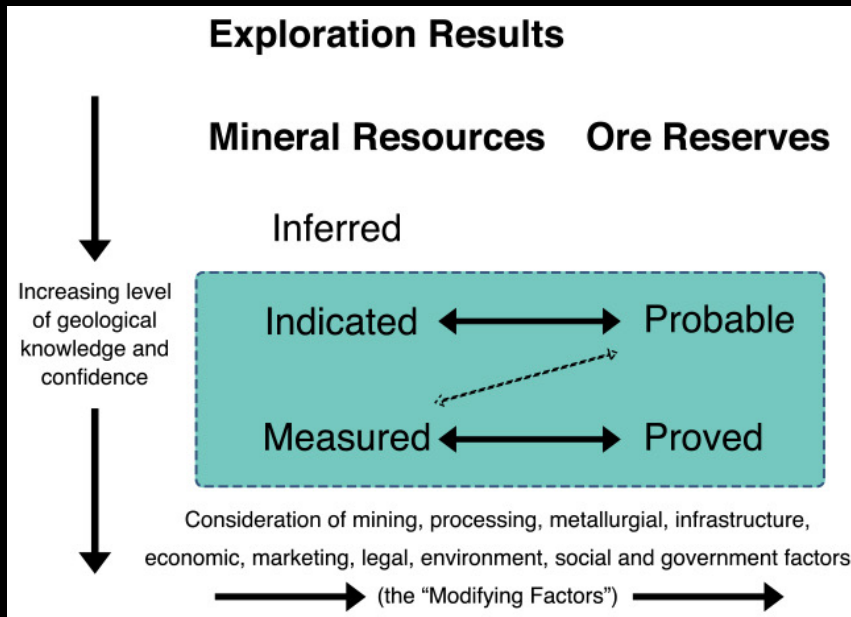 Exploration Results
Mineral Resources Ore Reserves
Inferred
Increasing level
of geological
knowledge and
confidence
Indicated Probable
Measured Proved
Consideration of mining, processing, metallurgial, infrastructure,
economic, marketing, legal, environment, social and government factors
(the “Modifying Factors”)